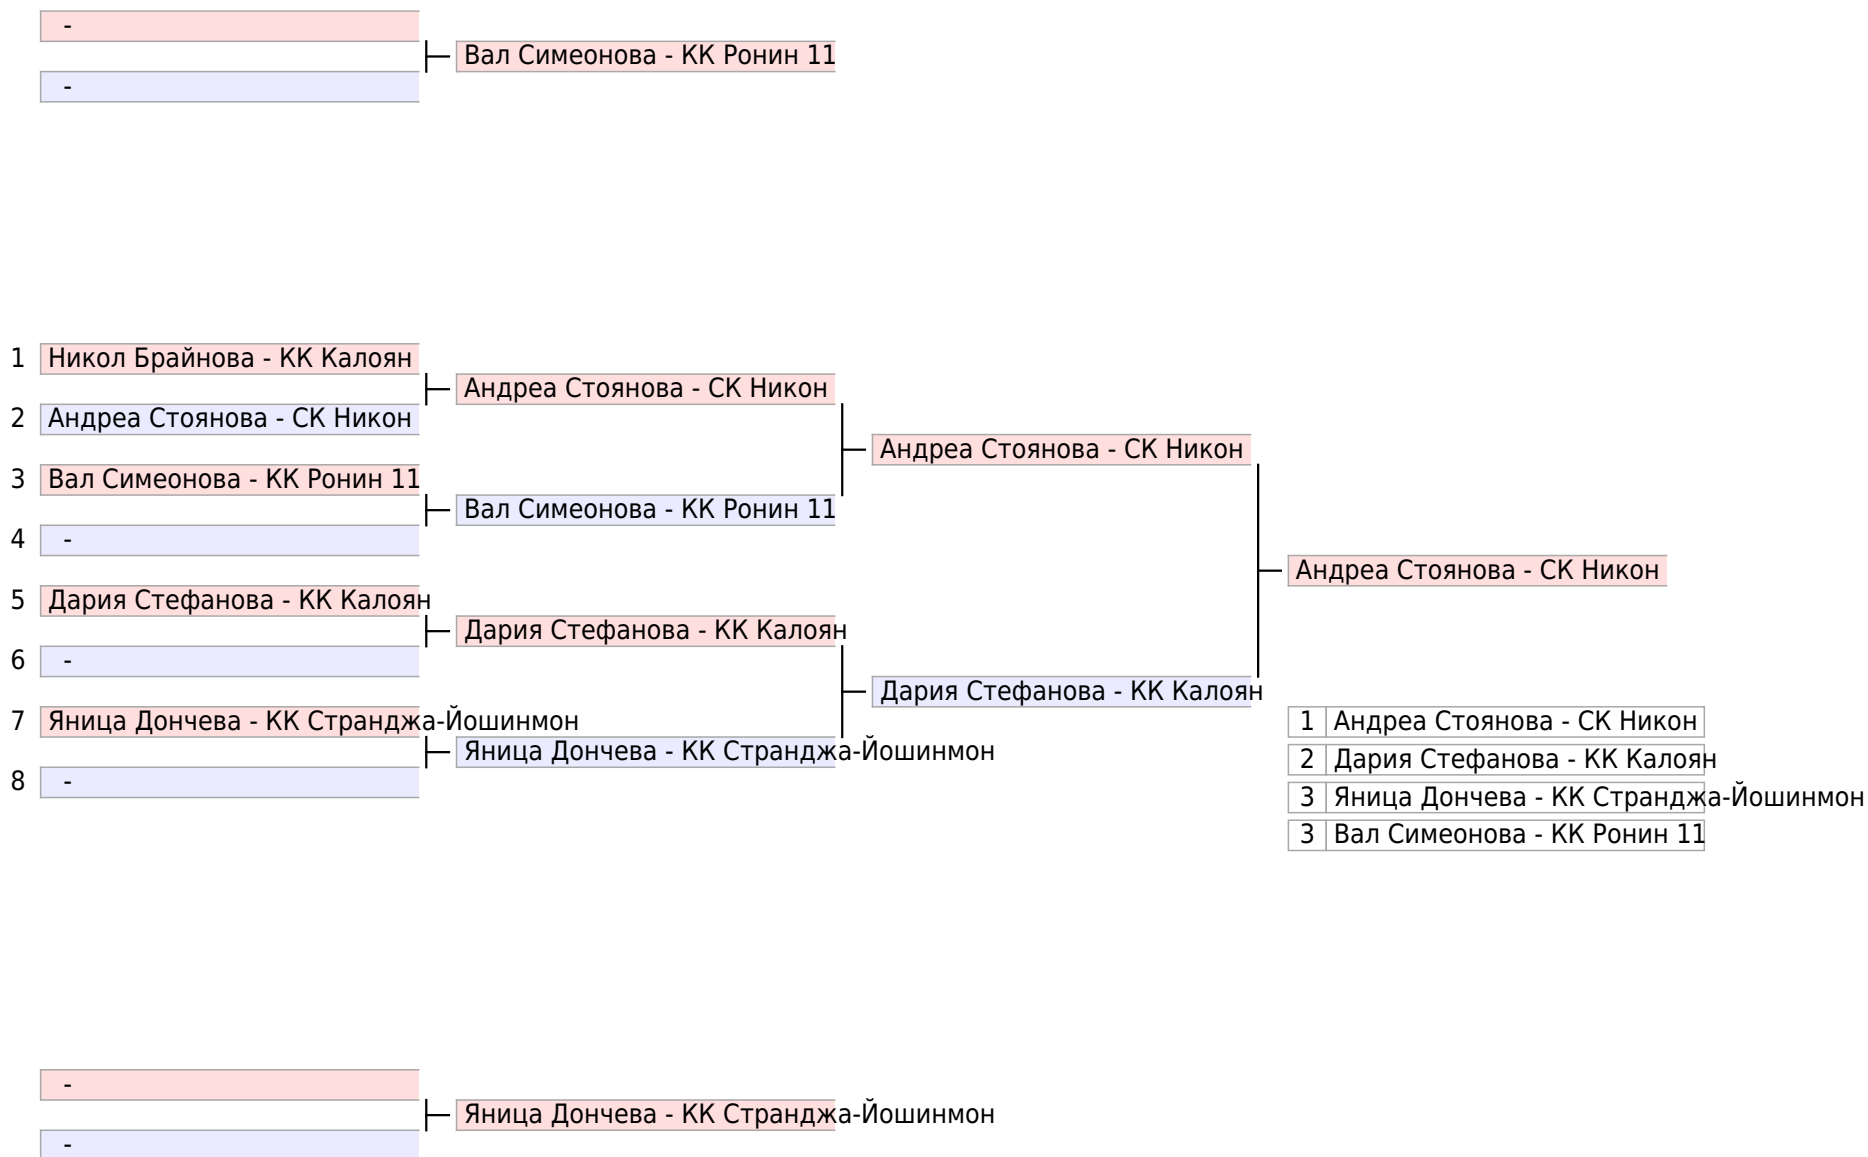 -
Вал Симеонова - КК Ронин 11
-
1 Никол Брайнова - КК Калоян
Андреа Стоянова - СК Никон
2 Андреа Стоянова - СК Никон
Андреа Стоянова - СК Никон
3 Вал Симеонова - КК Ронин 11
Вал Симеонова - КК Ронин 11
4 -
Андреа Стоянова - СК Никон
5 Дария Стефанова - КК Калоян
Дария Стефанова - КК Калоян
6 -
Дария Стефанова - КК Калоян
7 Яница Дончева - КК Странджа-Йошинмон
Яница Дончева - КК Странджа-Йошинмон
8 -
1 Андреа Стоянова - СК Никон
2 Дария Стефанова - КК Калоян
3 Яница Дончева - КК Странджа-Йошинмон
3 Вал Симеонова - КК Ронин 11
-
Яница Дончева - КК Странджа-Йошинмон
-